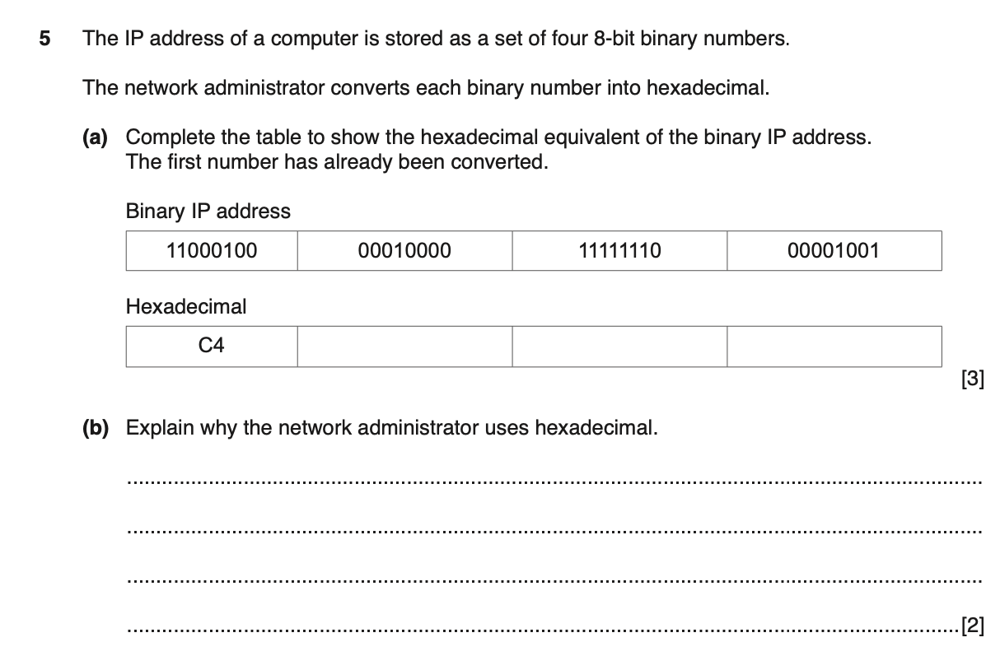 5 The IP address of a computer is stored as a set of four 8-bit binary numbers.
The network administrator converts each binary number into hexadecimal.
(a) Complete the table to show the hexadecimal equivalent of the binary IP address.
The first number has already been converted.
Binary IP address
11000100 00010000 11111110 00001001
Hexadecimal
C4
[3]
(b) Explain why the network administrator uses hexadecimal.
..........................................................................................
..........................................................................................
..........................................................................................
..........................................................................................[2]